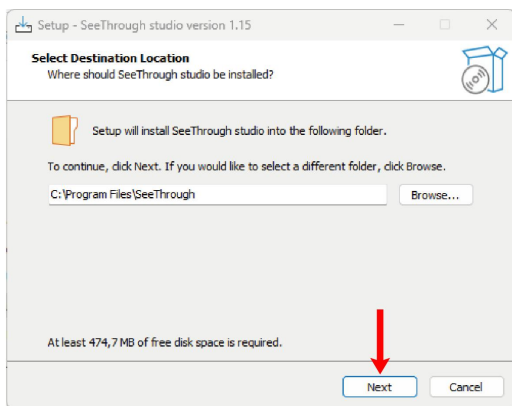 Setup - SeeThrough studio version 1.15
Select Destination Location
Where should SeeThrough studio be installed?
Setup will install SeeThrough studio into the following folder.
To continue, click Next. If you would like to select a different folder, click Browse.
C:\Program Files\SeeThrough
Browse...
At least 474,7 MB of free disk space is required.
Next
Cancel